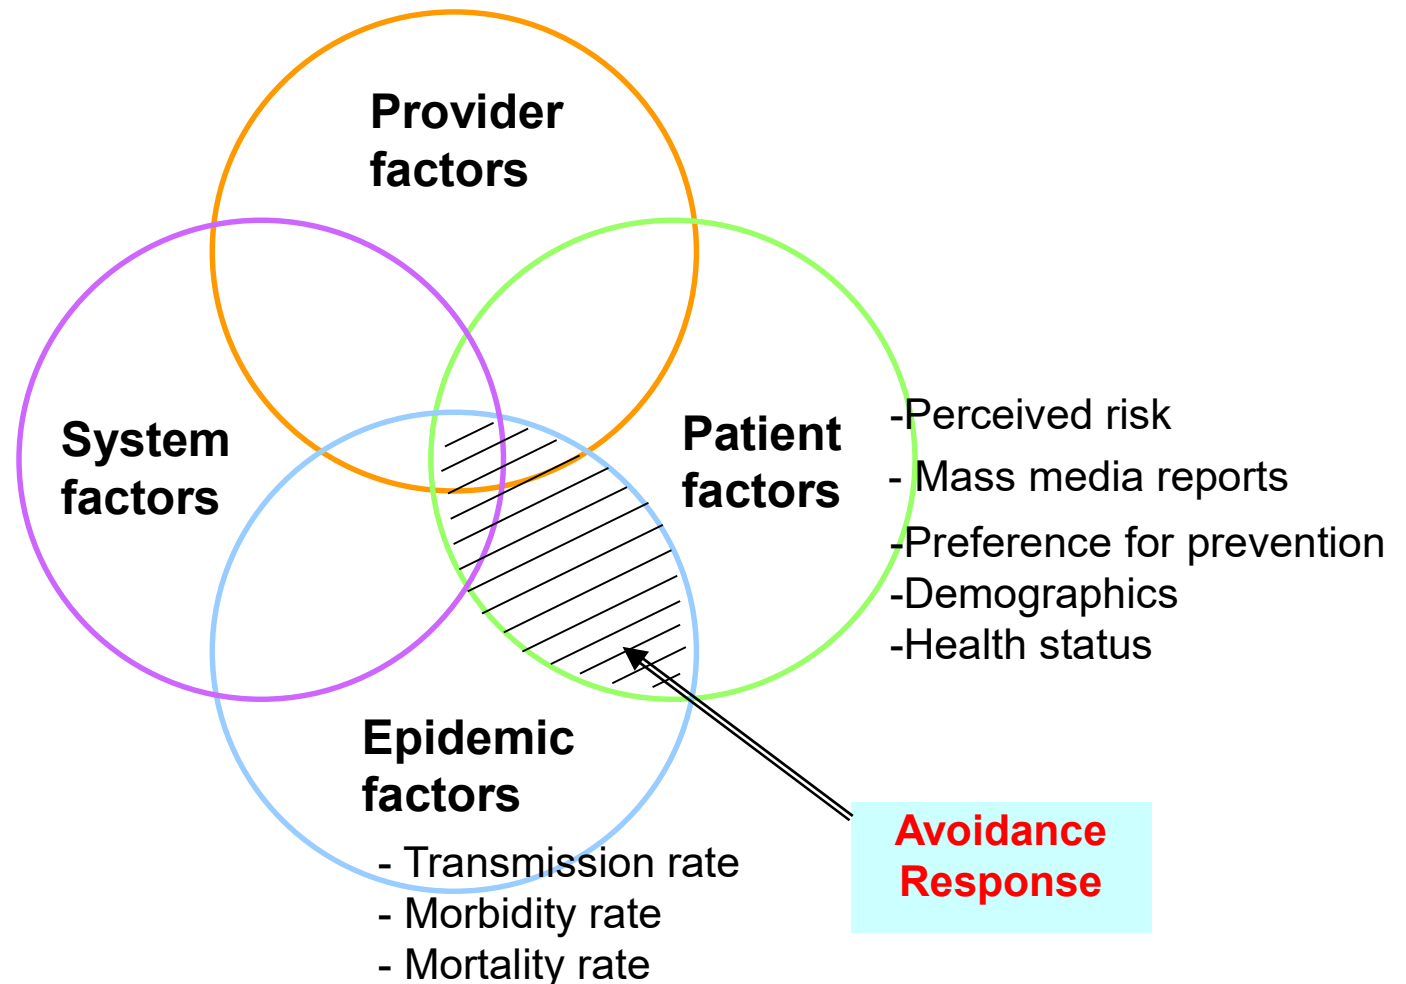 Provider
factors
System
factors
Patient
factors
-Perceived risk
- Mass media reports
-Preference for prevention
-Demographics
-Health status
Epidemic
factors
- Transmission rate
- Morbidity rate
- Mortality rate
Avoidance
Response